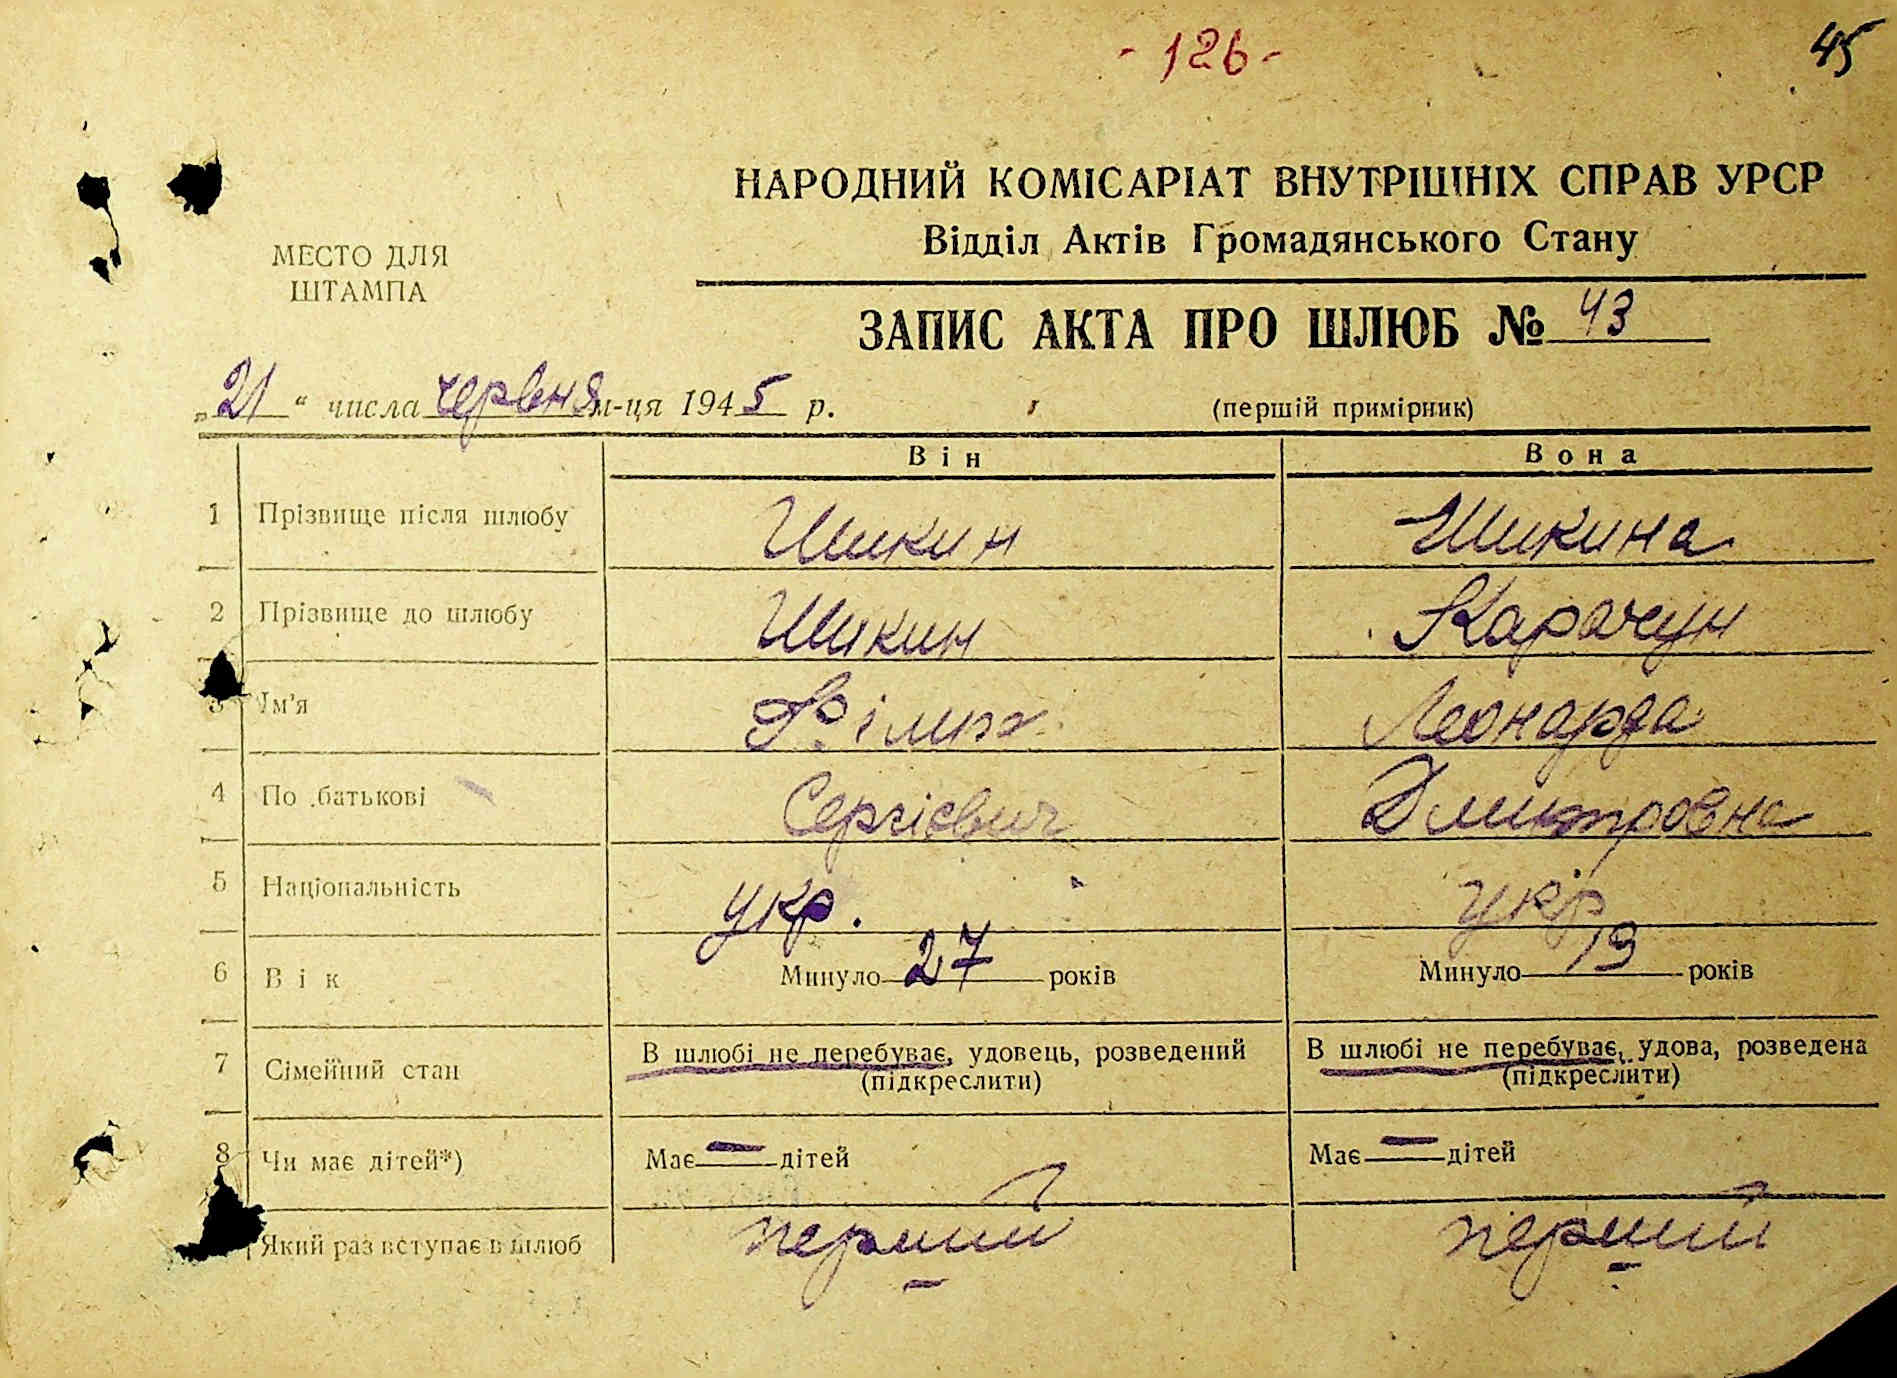 - 126 -
45
НАРОДНИЙ КОМІСАРІАТ ВНУТРІШНІХ СПРАВ УРСР
Відділ Актів Громадянського Стану
МЕСТО ДЛЯ
ШТАМПА
ЗАПИС АКТА ПРО ШЛЮБ № 43
„21“ числа червня м-ця 1945 р.
(першій примірник)
Він Вона
1 Прізвище після шлюбу Шикин Шикина
2 Прізвище до шлюбу Шикин Карачун
3 Ім'я Філип Леонарда
4 По батькові Сергієвич Дмитровна
5 Національність укр. укр
6 Вік Минуло 27 років Минуло 19 років
7 Сімейний стан В шлюбі не перебуває, удовець, розведений В шлюбі не перебуває, удова, розведена
(підкреслити) (підкреслити)
8 Чи має дітей*) Має — дітей Має — дітей
Який раз вступає в шлюб перший перший